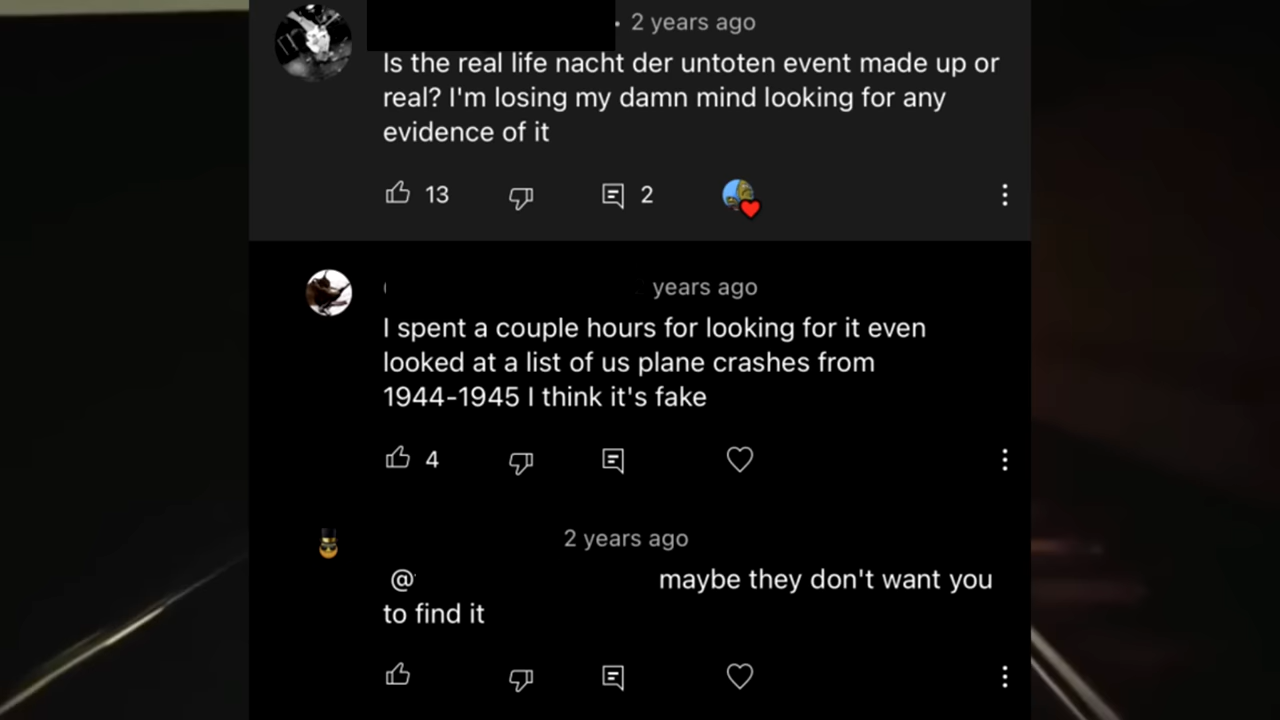 • 2 years ago
Is the real life nacht der untoten event made up or
real? I'm losing my damn mind looking for any
evidence of it
13 2
years ago
I spent a couple hours for looking for it even
looked at a list of us plane crashes from
1944-1945 I think it's fake
4
2 years ago
@ maybe they don't want you
to find it